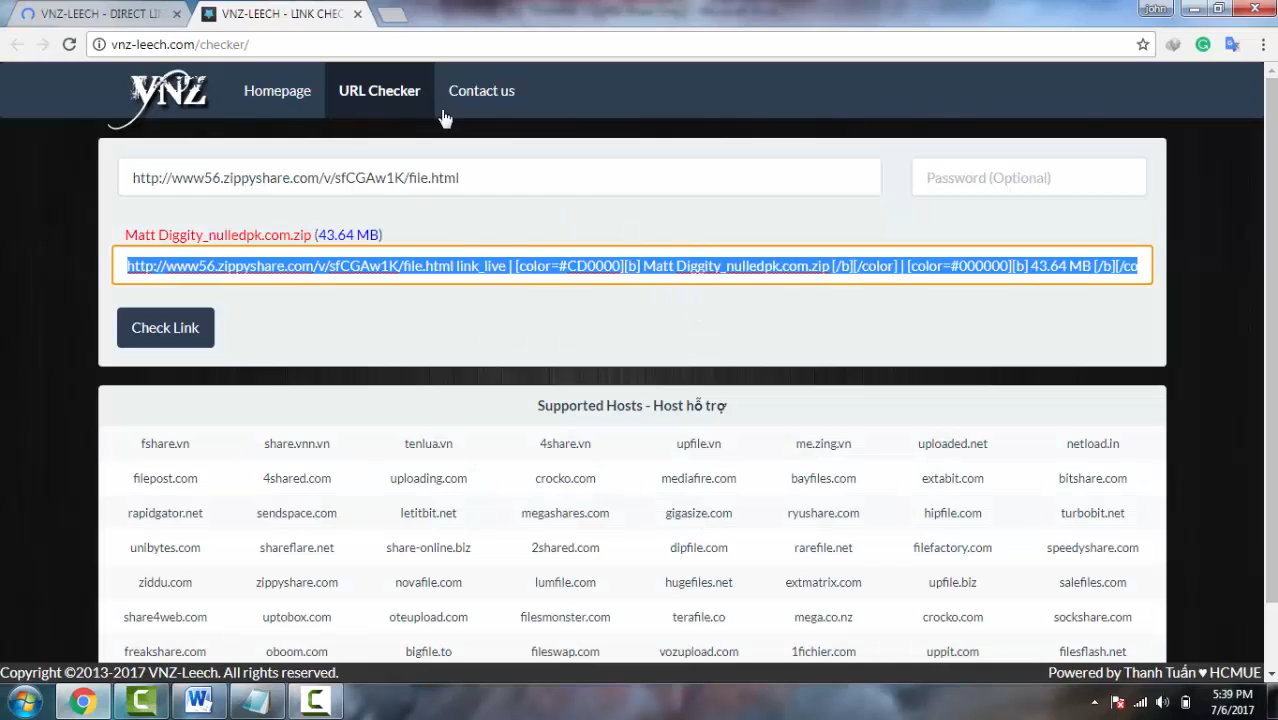 VNZ-LEECH - DIRECT LI
VNZ-LEECH - LINK CHEC
john
vnz-leech.com/checker/
VNZ
Homepage
URL Checker
Contact us
http://www56.zippyshare.com/v/sfCGAw1K/file.html
Password (Optional)
Matt Diggity_nulledpk.com.zip (43.64 MB)
http://www56.zippyshare.com/v/sfCGAw1K/file.html link_live | [color=#CD0000][b] Matt Diggity_nulledpk.com.zip [/b][/color] | [color=#000000][b] 43.64 MB [/b][/co
Check Link
Supported Hosts - Host hỗ trợ
fshare.vn share.vnn.vn tenlua.vn 4share.vn upfile.vn me.zing.vn uploaded.net netload.in
filepost.com 4shared.com uploading.com crocko.com mediafire.com bayfiles.com extabit.com bitshare.com
rapidgator.net sendspace.com letitbit.net megashares.com gigasize.com ryushare.com hipfile.com turbobit.net
unibytes.com shareflare.net share-online.biz 2shared.com dlpfile.com rarefile.net filefactory.com speedyshare.com
ziddu.com zippyshare.com novafile.com lumfile.com hugefiles.net extmatrix.com upfile.biz salefiles.com
share4web.com uptobox.com oteupload.com filesmonster.com terafile.co mega.co.nz crocko.com sockshare.com
freakshare.com oboom.com bigfile.to fileswap.com vozupload.com 1fichier.com uppit.com filesflash.net
Copyright ©2013-2017 VNZ-Leech. All rights reserved.
Powered by Thanh Tuấn ♥ HCMUE
5:39 PM
7/6/2017